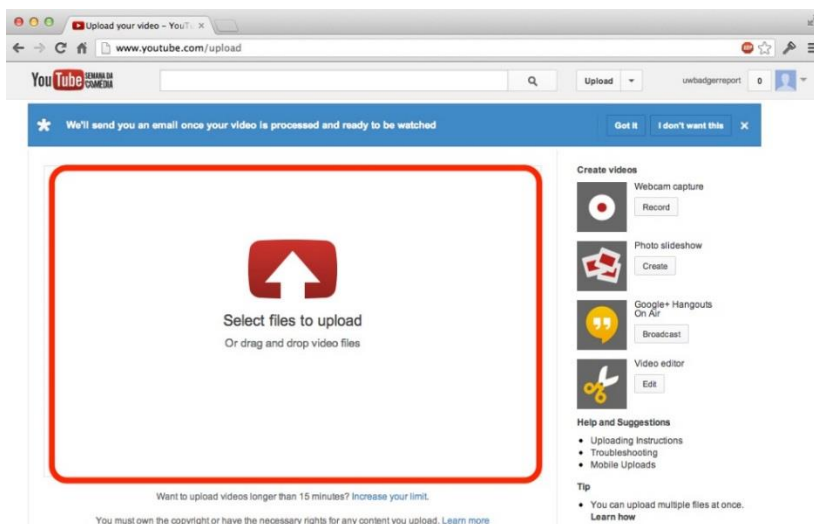 Upload your video – YouTu
www.youtube.com/upload
YouTube SEMANA DA COMÉDIA
Upload
uwbadgerreport
0
We'll send you an email once your video is processed and ready to be watched
Got it
I don't want this
X
Select files to upload
Or drag and drop video files
Want to upload videos longer than 15 minutes? Increase your limit.
You must own the copyright or have the necessary rights for any content you upload. Learn more
Create videos
Webcam capture
Record
Photo slideshow
Create
Google+ Hangouts
On Air
Broadcast
Video editor
Edit
Help and Suggestions
• Uploading Instructions
• Troubleshooting
• Mobile Uploads
Tip
• You can upload multiple files at once.
Learn how